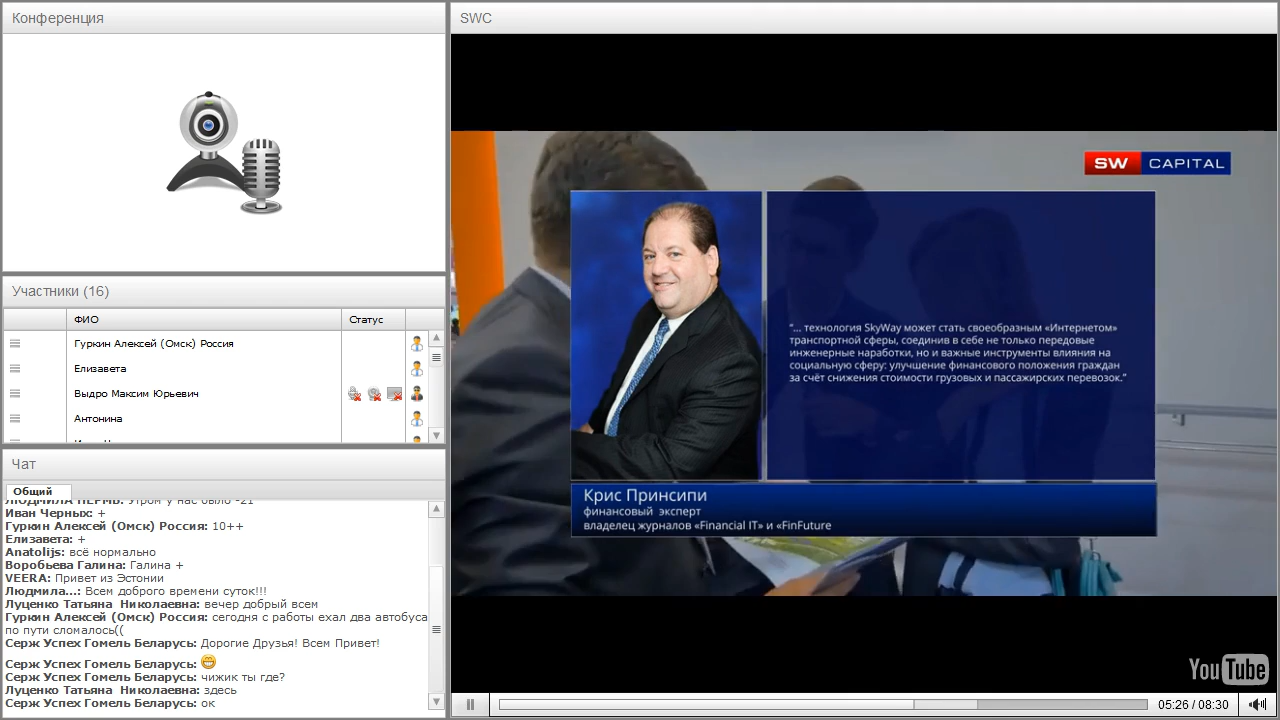 Конференция
SWC
SW CAPITAL
"... технология SkyWay может стать своеобразным «Интернетом»
транспортной сферы, соединив в себе не только передовые
инженерные наработки, но и важные инструменты влияния на
социальную сферу: улучшение финансового положения граждан
за счёт снижения стоимости грузовых и пассажирских перевозок."
Крис Принсипи
финансовый эксперт
владелец журналов «Financial IT» и «FinFuture
YouTube
05:26 / 08:30
Участники (16)
ФИО Статус
Гуркин Алексей (Омск) Россия
Елизавета
Выдро Максим Юрьевич
Антонина
Чат
Общий
ЛЮДМИЛА ПЕРМЬ: Утром у нас было -21
Иван Черных: +
Гуркин Алексей (Омск) Россия: 10++
Елизавета: +
Anatolijs: всё нормально
Воробьева Галина: Галина +
VEERA: Привет из Эстонии
Людмила...: Всем доброго времени суток!!!
Луценко Татьяна Николаевна: вечер добрый всем
Гуркин Алексей (Омск) Россия: сегодня с работы ехал два автобуса
по пути сломалось((
Серж Успех Гомель Беларусь: Дорогие Друзья! Всем Привет!
Серж Успех Гомель Беларусь:
Серж Успех Гомель Беларусь: чижик ты где?
Луценко Татьяна Николаевна: здесь
Серж Успех Гомель Беларусь: ок